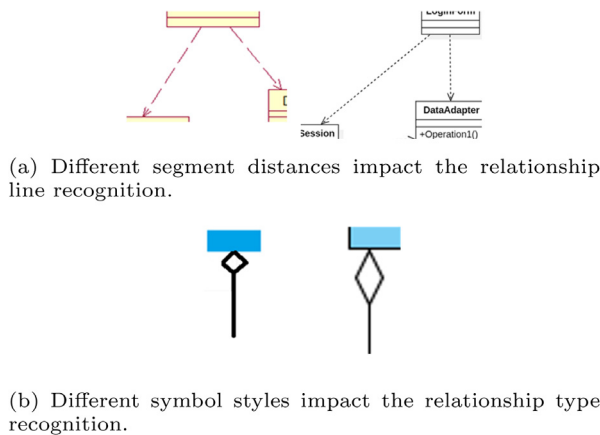 LoginForm
DataAdapter
Session
+Operation1()
(a) Different segment distances impact the relationship
line recognition.
(b) Different symbol styles impact the relationship type
recognition.